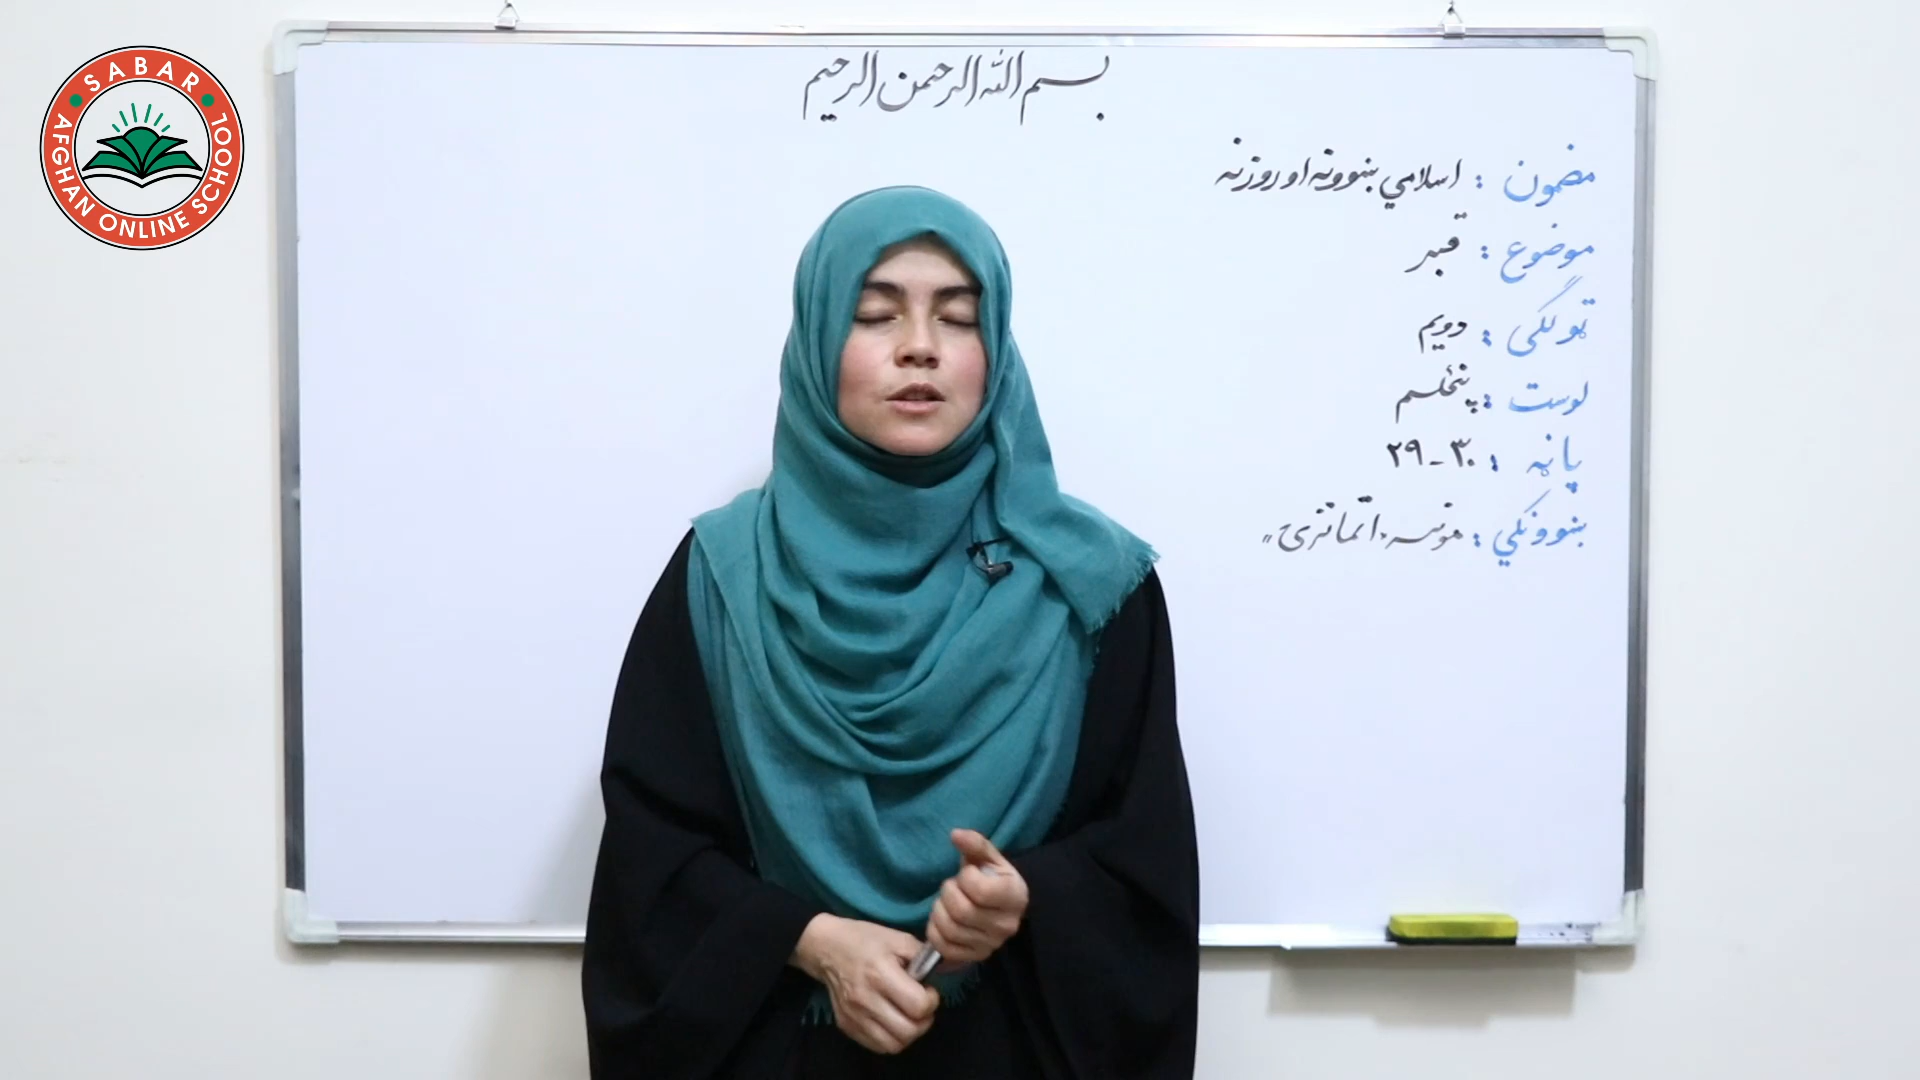 SABAR
AFGHAN ONLINE SCHOOL
بسم الله الرحمن الرحیم
مضمون : اسلامي ښوونه او روزنه
موضوع : قبر
ټولګی : دویم
لوست : پنځلسم
پاڼه : ۳۰ - ۲۹
ښوونکي : مونسه "اتمانزی"